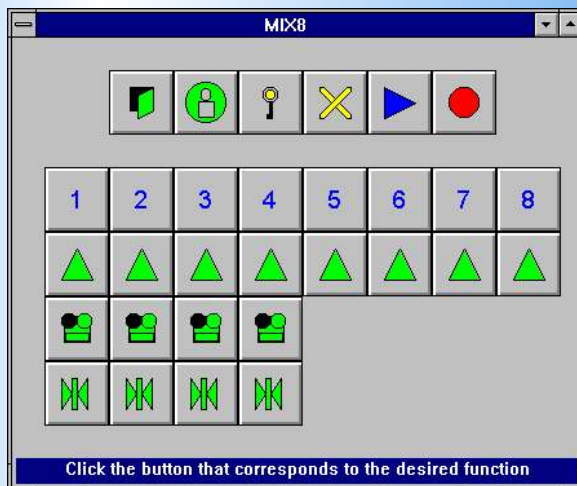 MIX8
1 2 3 4 5 6 7 8
Click the button that corresponds to the desired function